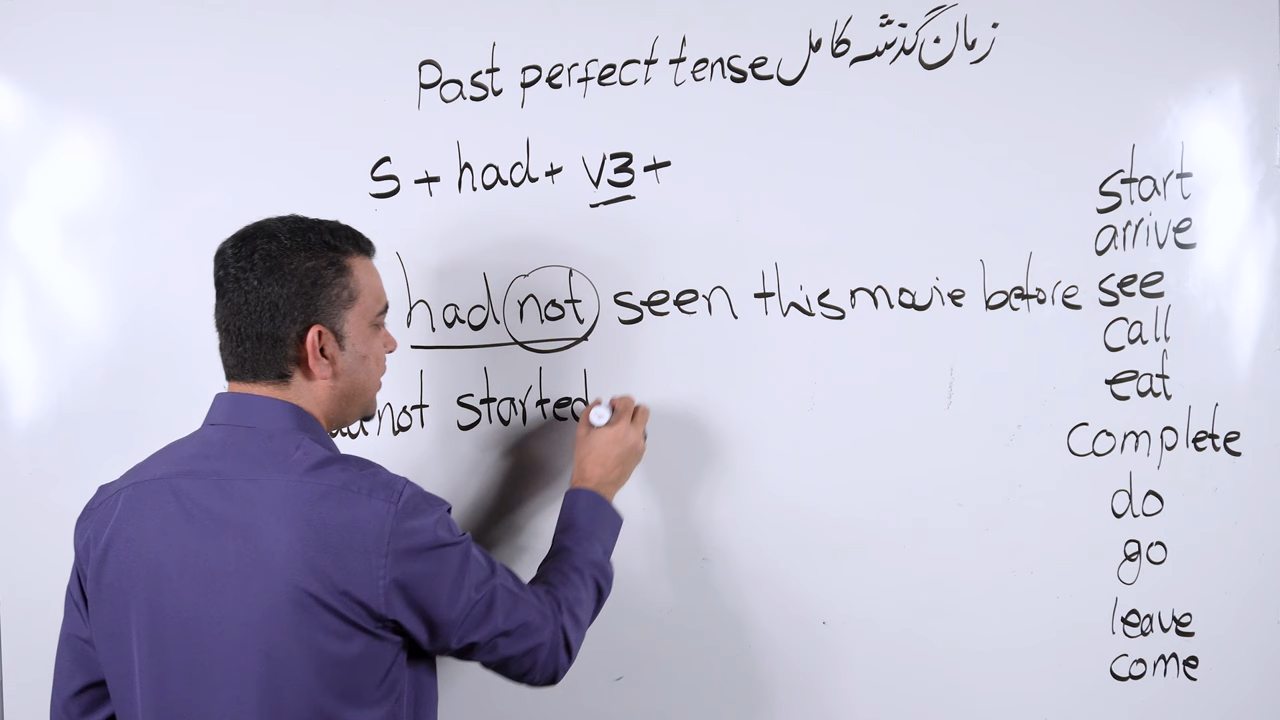 Past perfect tense زمان گذشته کامل
S + had + v3 +
had not seen this movie before
not started
start
arrive
see
call
eat
complete
do
go
leave
come